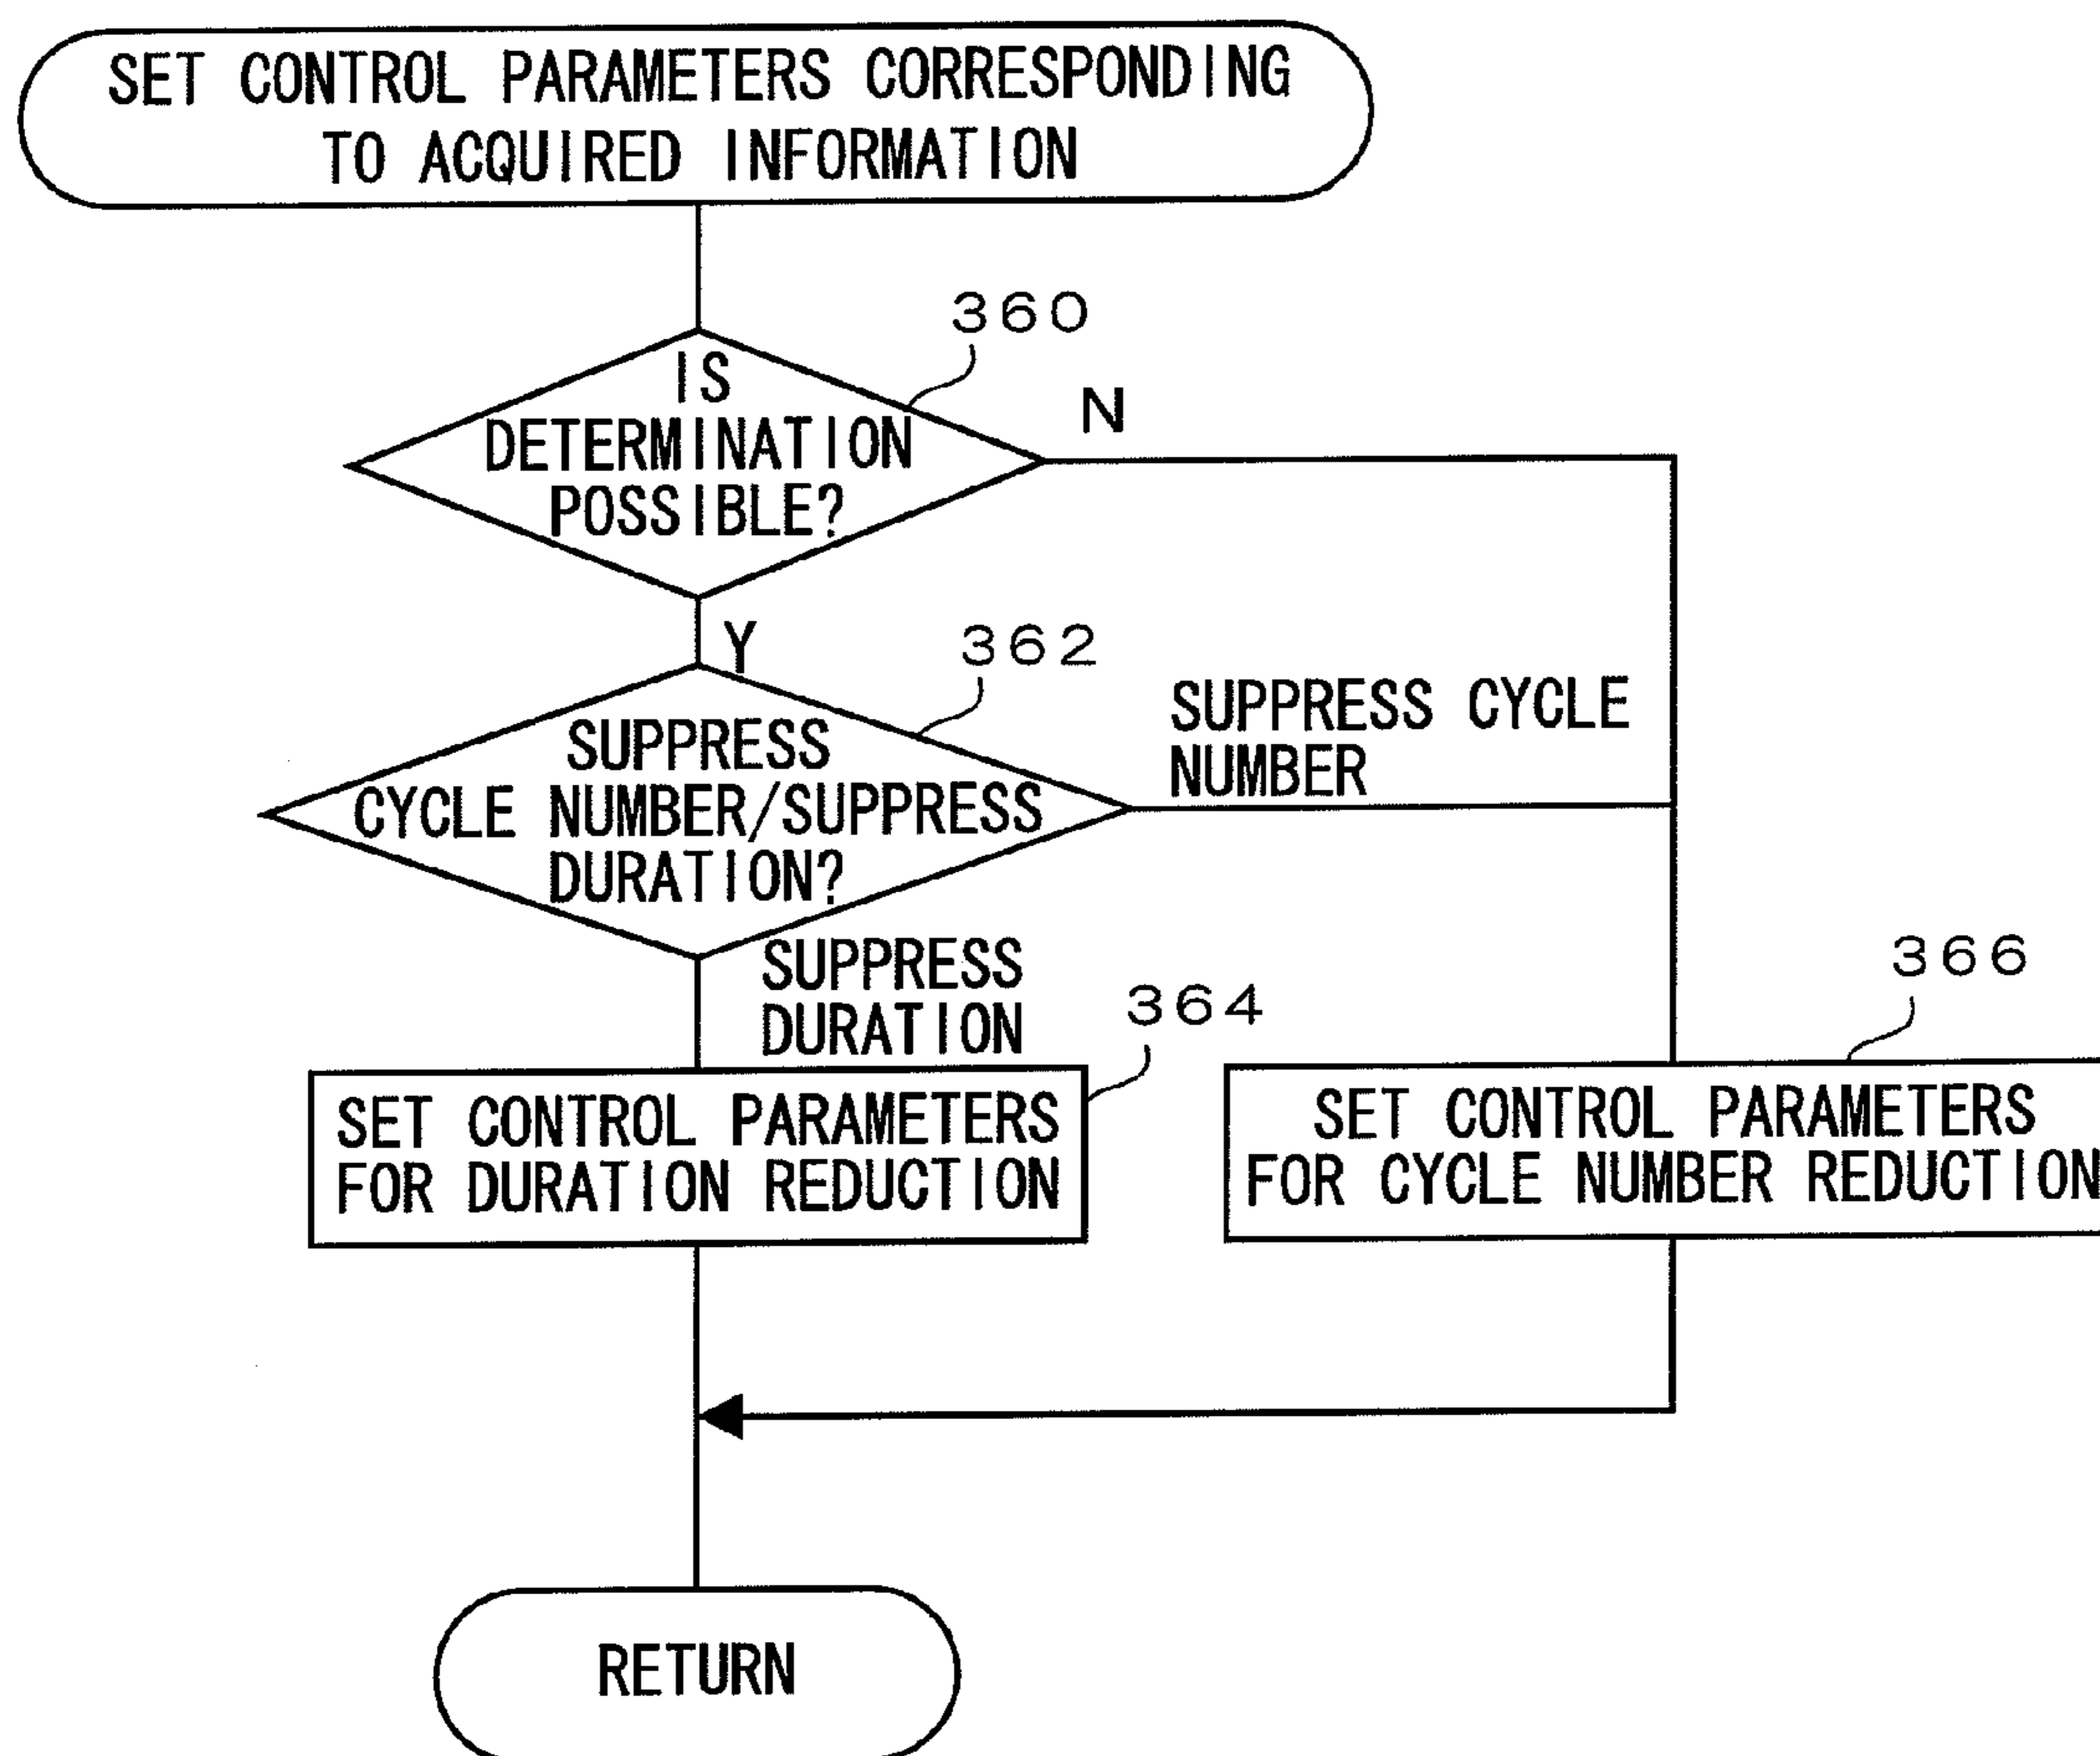 SET CONTROL PARAMETERS CORRESPONDING
TO ACQUIRED INFORMATION
360
IS
DETERMINATION
POSSIBLE?
N
Y
362
SUPPRESS
CYCLE NUMBER/SUPPRESS
DURATION?
SUPPRESS CYCLE
NUMBER
SUPPRESS
DURATION
364
366
SET CONTROL PARAMETERS
FOR DURATION REDUCTION
SET CONTROL PARAMETERS
FOR CYCLE NUMBER REDUCTION
RETURN